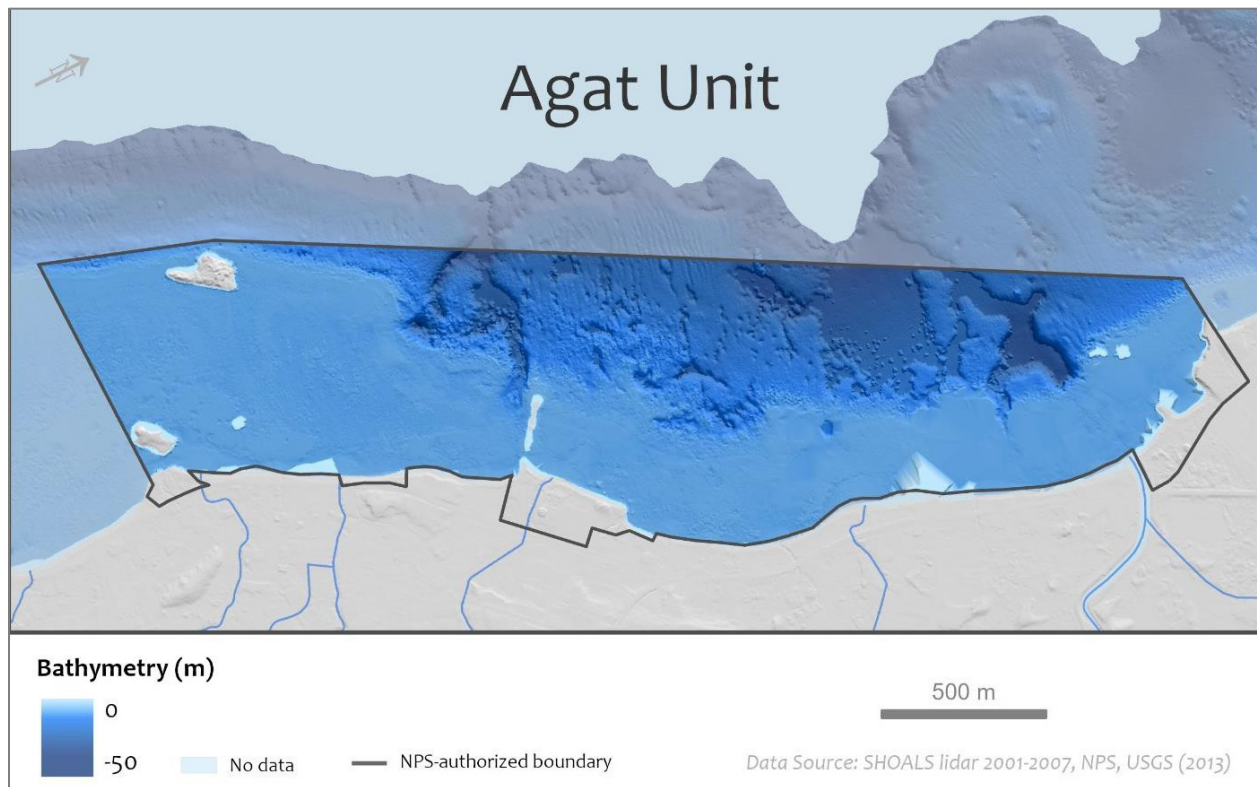 N
Agat Unit
Bathymetry (m)
0
-50
No data
NPS-authorized boundary
500 m
Data Source: SHOALS lidar 2001-2007, NPS, USGS (2013)